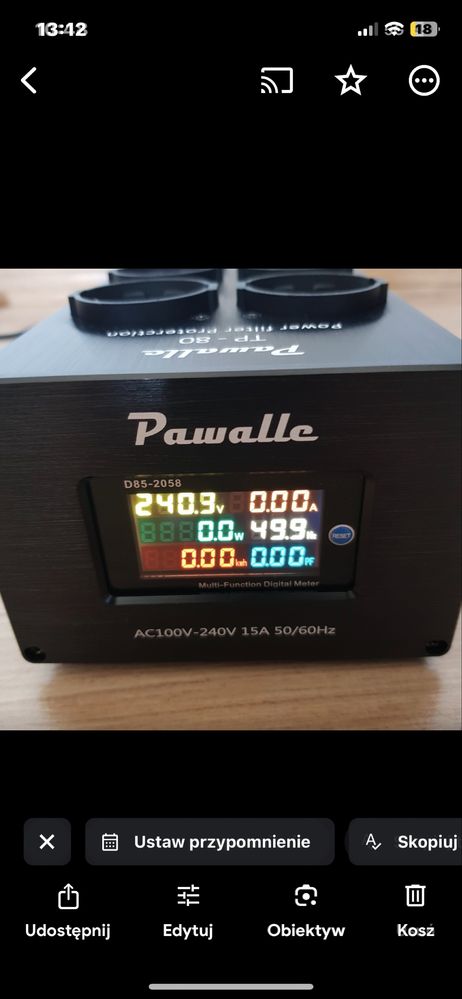 13:42
18
Power filter Proterction
TP - 80
Pawalle
Pawalle
D85-2058
240.9V 0.00A
0.0W 49.9Hz
RESET
0.00kwh 0.00PF
Multi-Function Digital Meter
AC100V-240V 15A 50/60Hz
Ustaw przypomnienie
Skopiuj
Udostępnij
Edytuj
Obiektyw
Kosz